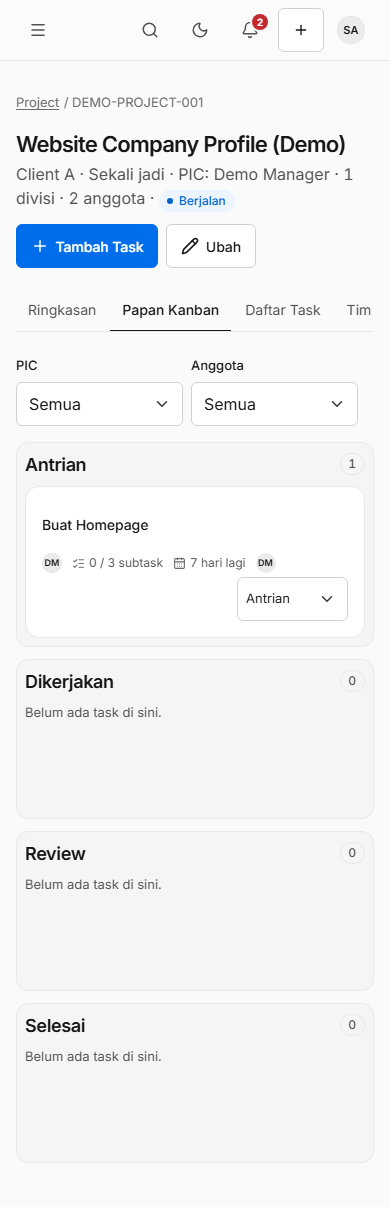 2
+
SA
Project / DEMO-PROJECT-001
Website Company Profile (Demo)
Client A · Sekali jadi · PIC: Demo Manager · 1
divisi · 2 anggota · Berjalan
+ Tambah Task
Ubah
Ringkasan Papan Kanban Daftar Task Tim
PIC Anggota
Semua Semua
Antrian 1
Buat Homepage
DM 0 / 3 subtask 7 hari lagi DM
Antrian
Dikerjakan 0
Belum ada task di sini.
Review 0
Belum ada task di sini.
Selesai 0
Belum ada task di sini.